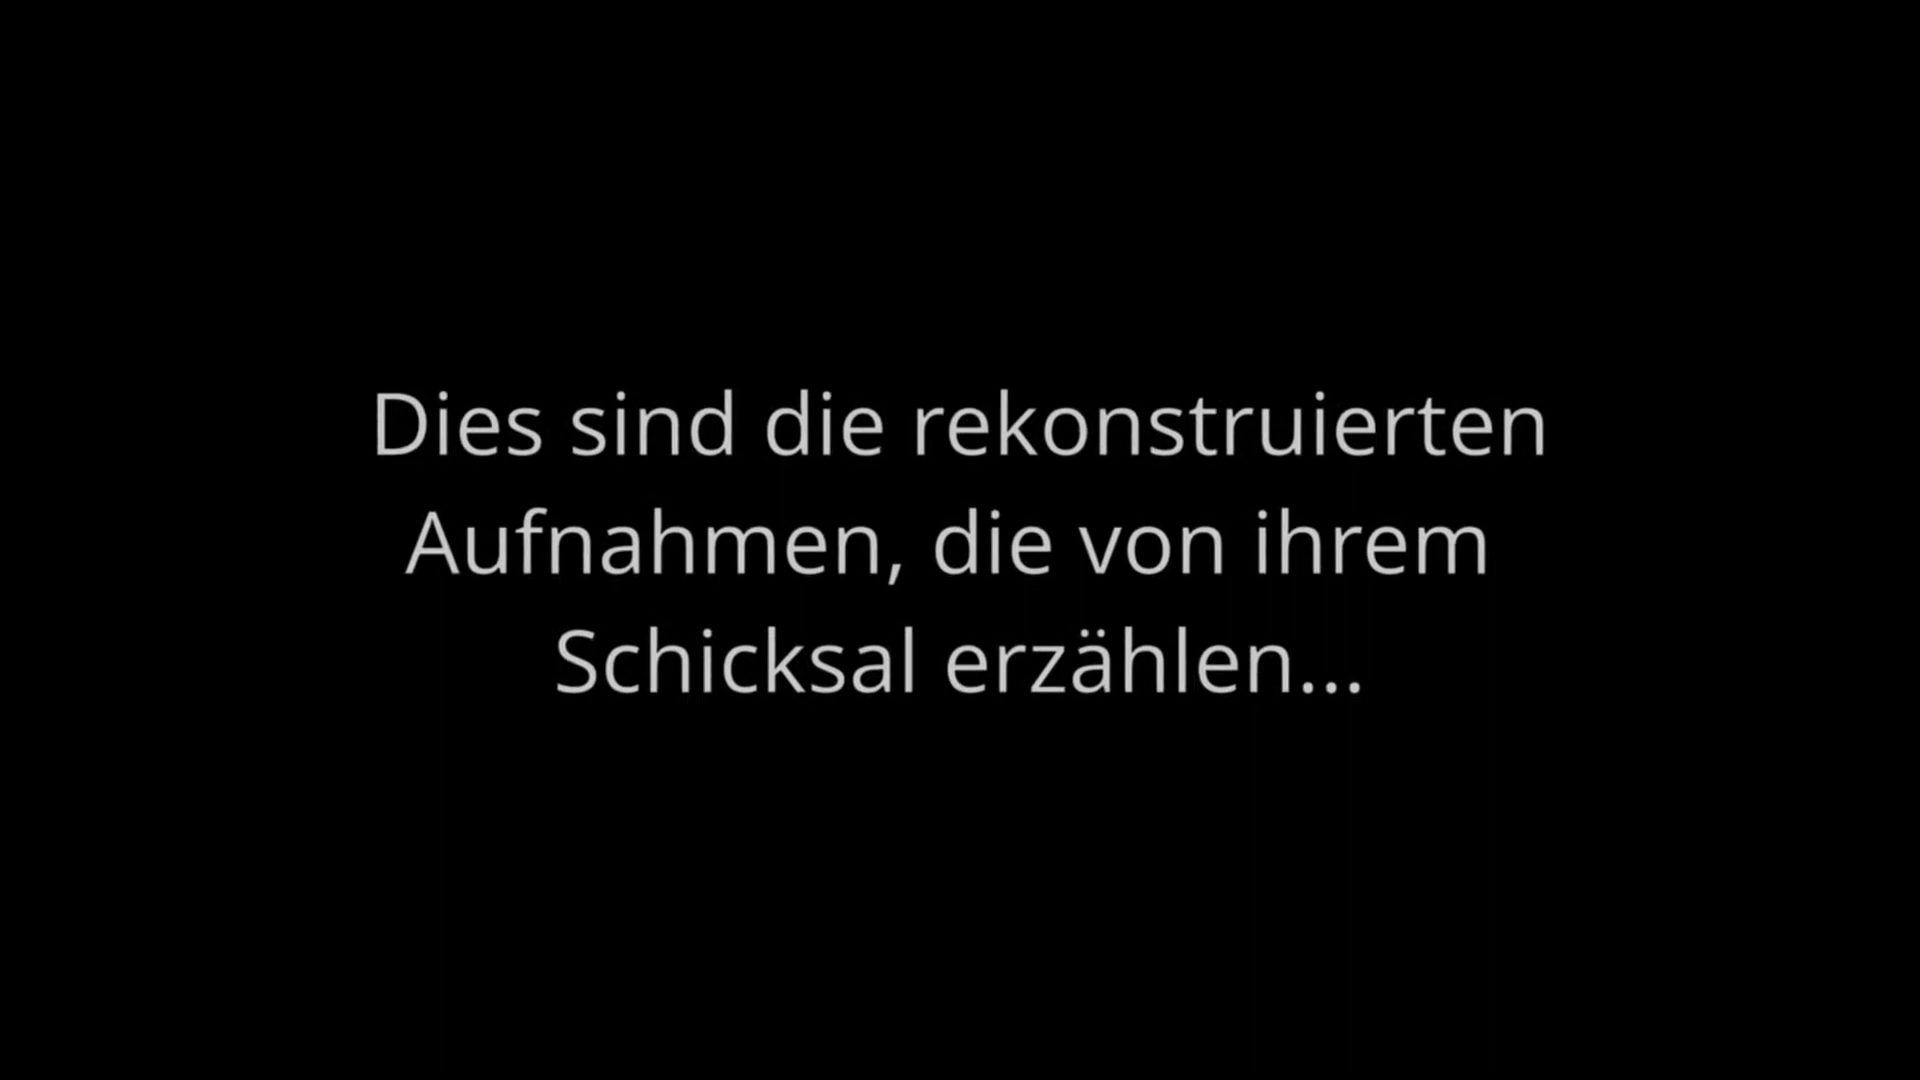 Dies sind die rekonstruierten
Aufnahmen, die von ihrem
Schicksal erzählen...